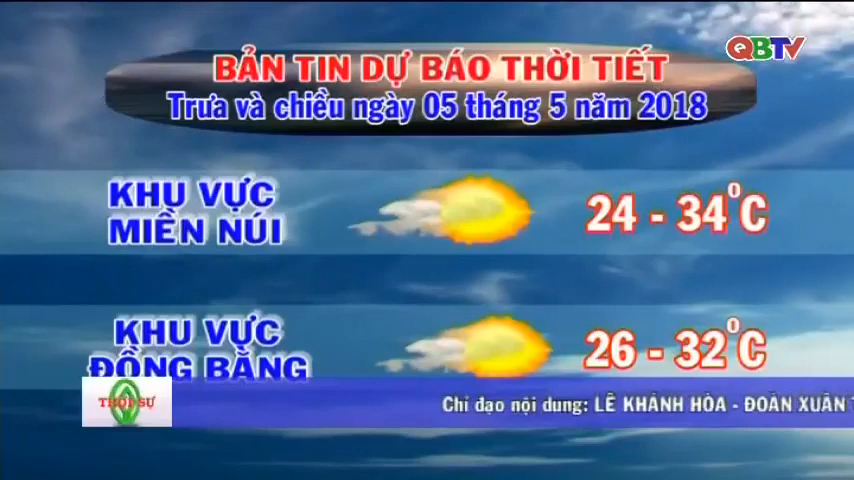 QBTV
BẢN TIN DỰ BÁO THỜI TIẾT
Trưa và chiều ngày 05 tháng 5 năm 2018
KHU VỰC
MIỀN NÚI
24 - 34°C
KHU VỰC
ĐỒNG BẰNG
26 - 32°C
THỜI SỰ
Chỉ đạo nội dung: LÊ KHÁNH HÒA - ĐOÀN XUÂN